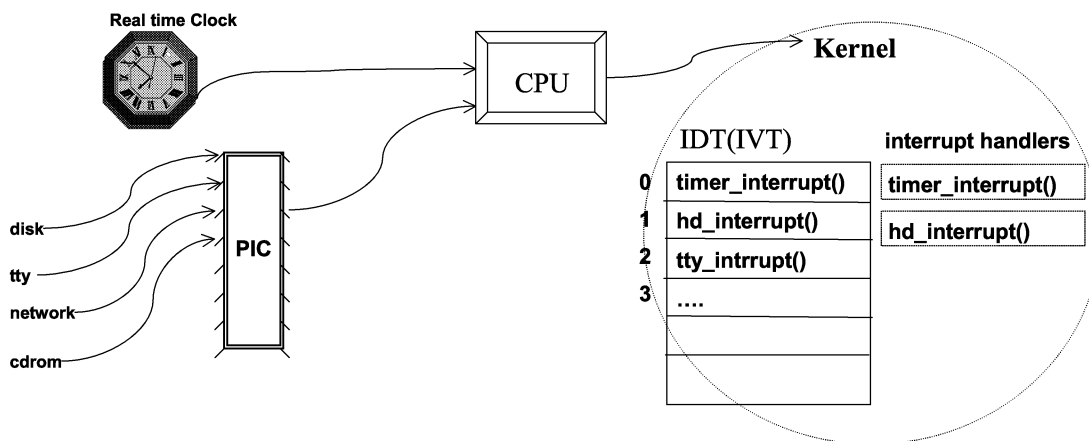 Real time Clock
CPU
Kernel
disk
tty
network
cdrom
PIC
IDT(IVT)
0 timer_interrupt()
1 hd_interrupt()
2 tty_intrrupt()
3 ....
interrupt handlers
timer_interrupt()
hd_interrupt()